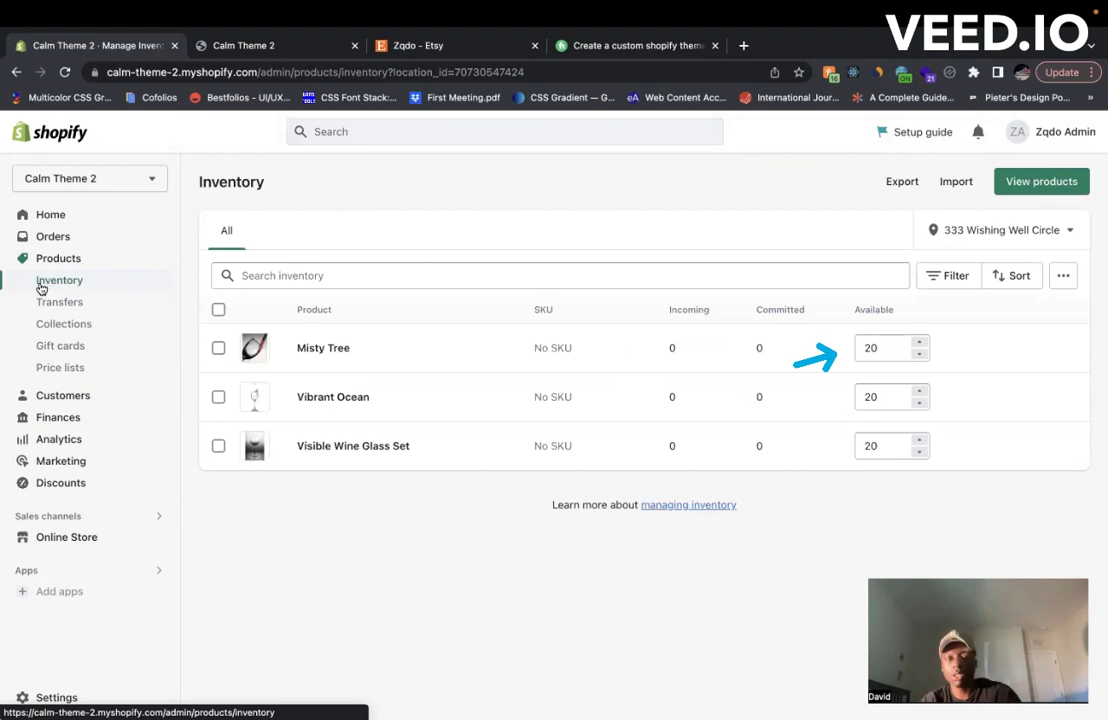 VEED.IO
Calm Theme 2 · Manage Inven
Calm Theme 2
Zqdo - Etsy
Create a custom shopify them
calm-theme-2.myshopify.com/admin/products/inventory?location_id=70730547424
16
ON
21
Update
Multicolor CSS Gr...
Cofolios
Bestfolios - UI/UX...
CSS Font Stack:...
First Meeting.pdf
CSS Gradient — G...
eA Web Content Acc...
International Jour...
A Complete Guide...
Pieter's Design Po...
»
shopify
Search
Setup guide
ZA
Zqdo Admin
Calm Theme 2
Home
Orders
Products
Inventory
Transfers
Collections
Gift cards
Price lists
Customers
Finances
Analytics
Marketing
Discounts
Sales channels
Online Store
Apps
Add apps
Settings
Inventory
Export
Import
View products
All
333 Wishing Well Circle
Search inventory
Filter
Sort
Product SKU Incoming Committed Available
Misty Tree No SKU 0 0 20
Vibrant Ocean No SKU 0 0 20
Visible Wine Glass Set No SKU 0 0 20
Learn more about managing inventory
David
https://calm-theme-2.myshopify.com/admin/products/inventory